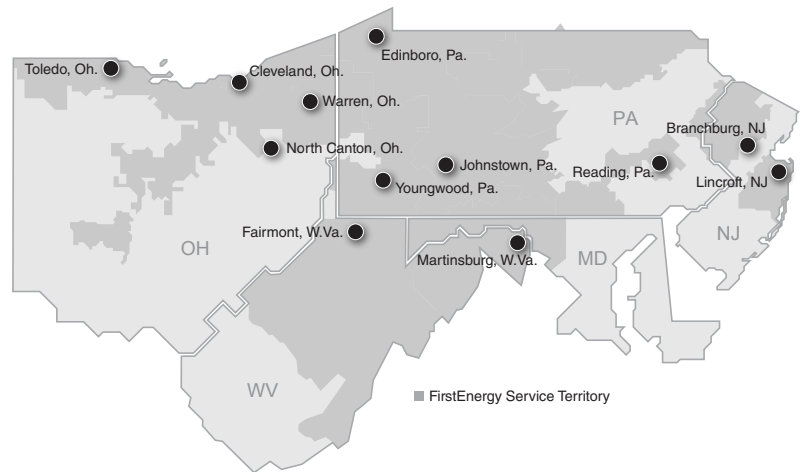 Edinboro, Pa.
Toledo, Oh.
Cleveland, Oh.
Warren, Oh.
PA
Branchburg, NJ
North Canton, Oh.
Johnstown, Pa.
Reading, Pa.
Youngwood, Pa.
Lincroft, NJ
Fairmont, W.Va.
NJ
OH
Martinsburg, W.Va.
MD
WV
FirstEnergy Service Territory